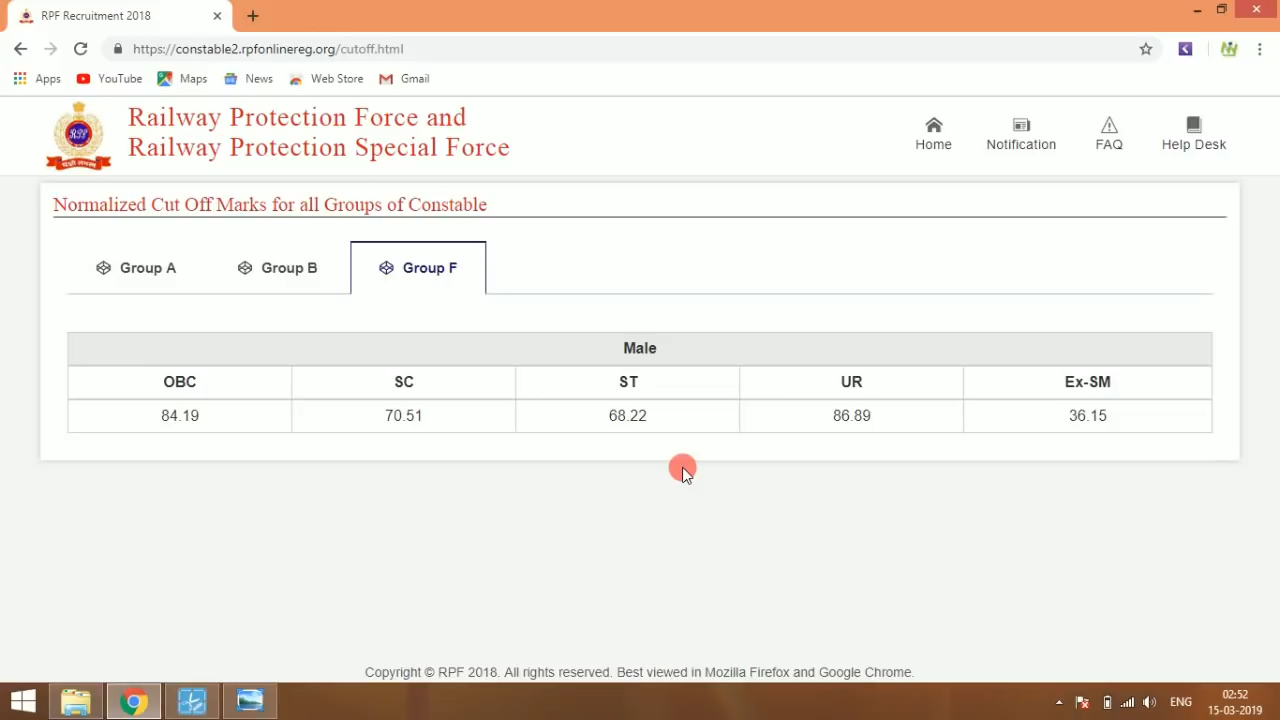 RPF Recruitment 2018
https://constable2.rpfonlinereg.org/cutoff.html
Apps YouTube Maps News Web Store Gmail
RPF
Railway Protection Force and
Railway Protection Special Force
Home Notification FAQ Help Desk
Normalized Cut Off Marks for all Groups of Constable
Group A Group B Group F
Male
OBC SC ST UR Ex-SM
84.19 70.51 68.22 86.89 36.15
Copyright © RPF 2018. All rights reserved. Best viewed in Mozilla Firefox and Google Chrome.
ENG
02:52
15-03-2019